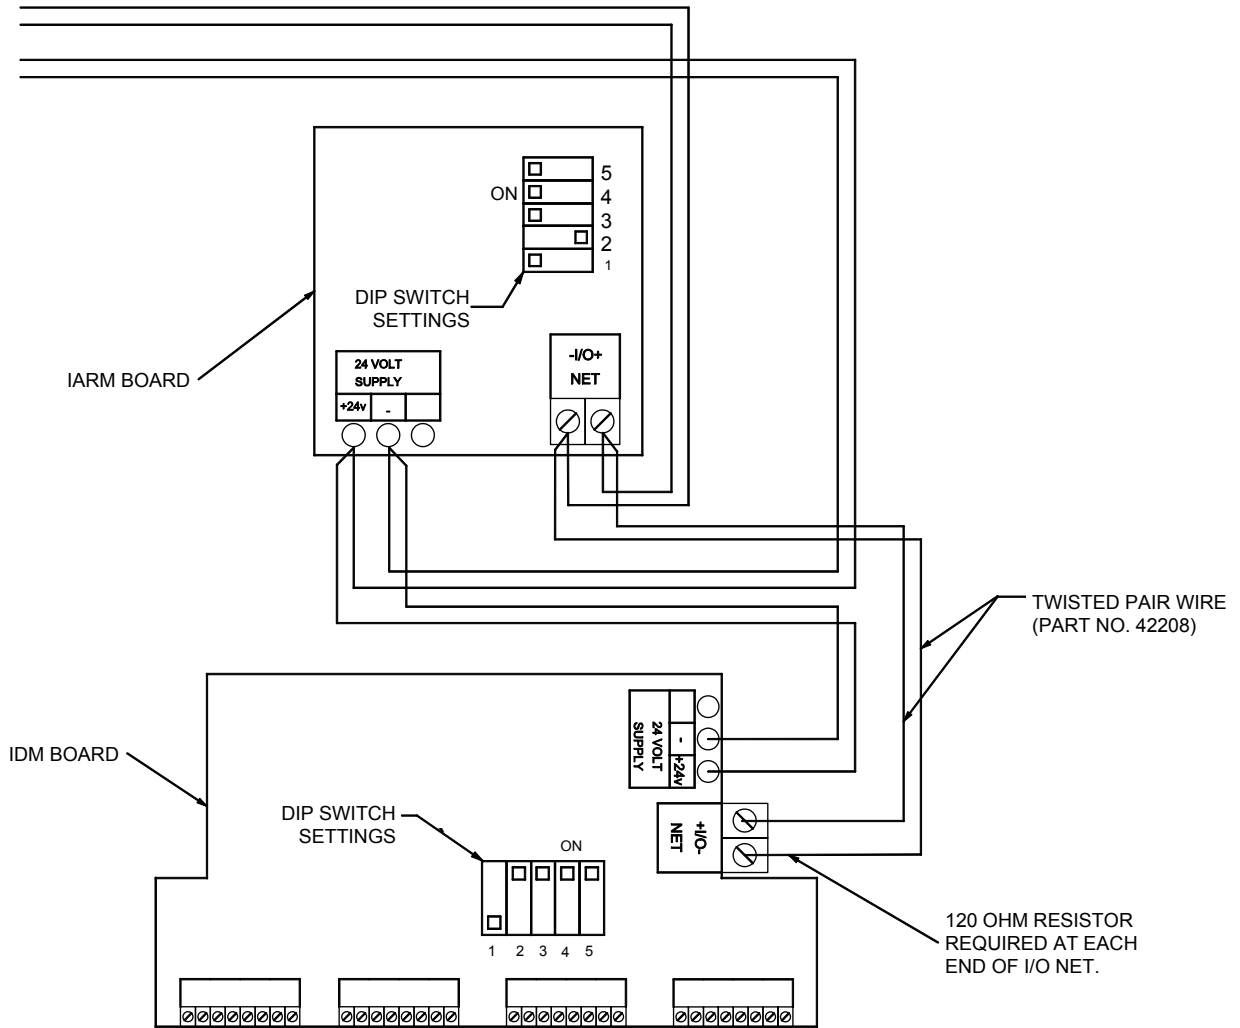 5
ON
4
3
2
1
DIP SWITCH
SETTINGS
IARM BOARD
24 VOLT
SUPPLY
+24v
-
-I/O+
NET
TWISTED PAIR WIRE
(PART NO. 42208)
IDM BOARD
24 VOLT
SUPPLY
-
+24v
+I/O-
NET
DIP SWITCH
SETTINGS
ON
1 2 3 4 5
120 OHM RESISTOR
REQUIRED AT EACH
END OF I/O NET.